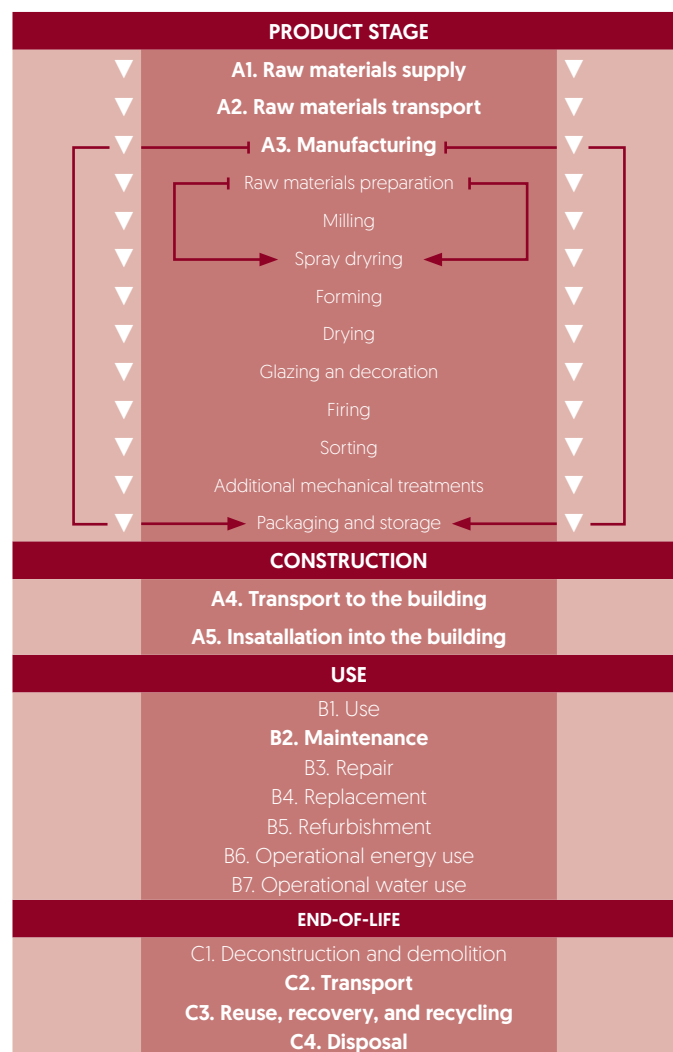 PRODUCT STAGE
A1. Raw materials supply
A2. Raw materials transport
A3. Manufacturing
Raw materials preparation
Milling
Spray dryring
Forming
Drying
Glazing an decoration
Firing
Sorting
Additional mechanical treatments
Packaging and storage
CONSTRUCTION
A4. Transport to the building
A5. Insatallation into the building
USE
B1. Use
B2. Maintenance
B3. Repair
B4. Replacement
B5. Refurbishment
B6. Operational energy use
B7. Operational water use
END-OF-LIFE
C1. Deconstruction and demolition
C2. Transport
C3. Reuse, recovery, and recycling
C4. Disposal